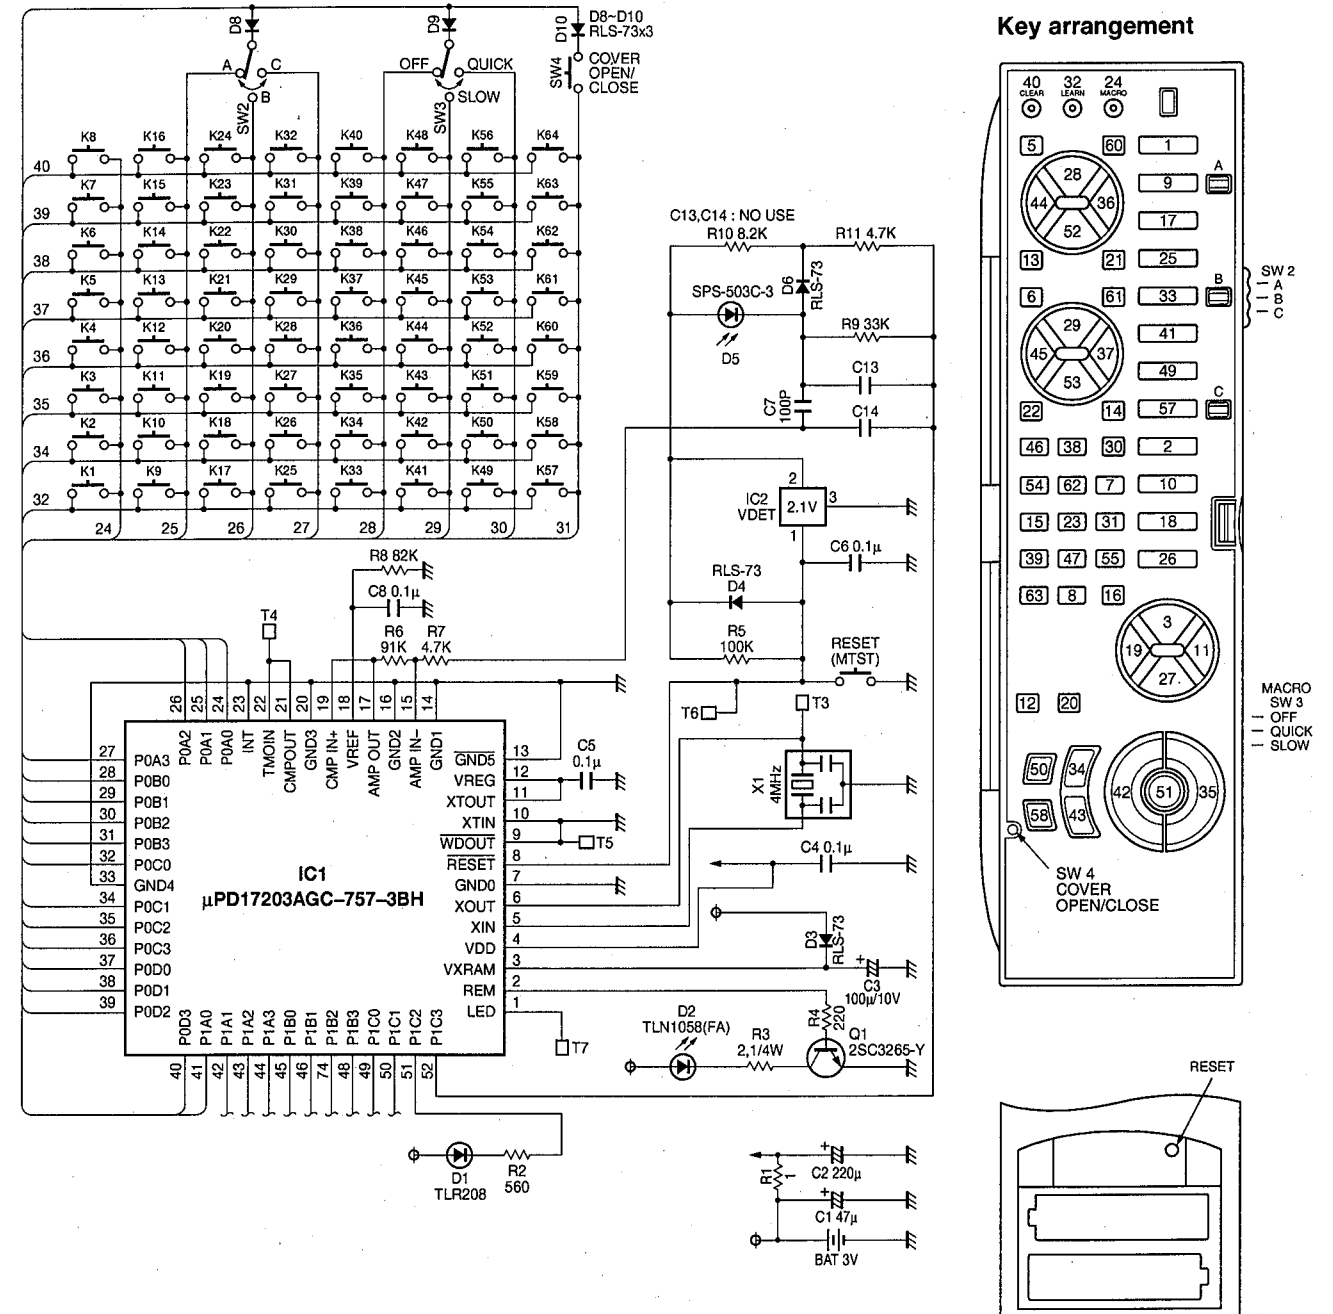 D8
D9
D10
D8~D10
RLS-73x3
Key arrangement
A
C
B
SW2
OFF
QUICK
SLOW
SW3
SW4
COVER
OPEN/
CLOSE
K8 K16 K24 K32 K40 K48 K56 K64
40
K7 K15 K23 K31 K39 K47 K55 K63
39
K6 K14 K22 K30 K38 K46 K54 K62
38
K5 K13 K21 K29 K37 K45 K53 K61
37
K4 K12 K20 K28 K36 K44 K52 K60
36
K3 K11 K19 K27 K35 K43 K51 K59
35
K2 K10 K18 K26 K34 K42 K50 K58
34
K1 K9 K17 K25 K33 K41 K49 K57
32
24 25 26 27 28 29 30 31
C13,C14 : NO USE
R10 8.2K
R11 4.7K
D6
RLS-73
SPS-503C-3
D5
R9 33K
C13
C7
100P
C14
IC2
VDET
2
2.1V
3
1
C6 0.1μ
RLS-73
D4
R5
100K
RESET
(MTST)
T6
T3
X1
4MHz
R8 82K
C8 0.1μ
R6
91K
R7
4.7K
T4
26 25 24 23 22 21 20 19 18 17 16 15 14
P0A2 P0A1 P0A0 INT TMOIN CMPOUT GND3 CMP IN+ VREF AMP OUT GND2 AMP IN- GND1
27 P0A3
28 P0B0
29 P0B1
30 P0B2
31 P0B3
32 P0C0
33 GND4
34 P0C1
35 P0C2
36 P0C3
37 P0D0
38 P0D1
39 P0D2
IC1
μPD17203AGC–757–3BH
GND5 13
VREG 12
XTOUT 11
XTIN 10
WDOUT 9
RESET 8
GND0 7
XOUT 6
XIN 5
VDD 4
VXRAM 3
REM 2
LED 1
C5
0.1μ
T5
C4 0.1μ
D3
RLS-73
+
C3
100μ/10V
R4
220
Q1
2SC3265-Y
D2
TLN1058(FA)
R3
2,1/4W
T7
P0D3 P1A0 P1A1 P1A2 P1A3 P1B0 P1B1 P1B2 P1B3 P1C0 P1C1 P1C2 P1C3
40 41 42 43 44 45 46 74 48 49 50 51 52
D1
TLR208
R2
560
R1
1
+
C2 220μ
+
C1 47μ
BAT 3V
40 32 24
CLEAR LEARN MACRO
5 60 1
28
44 36
52
9
A
17
13 21 25
6 61 33
B
SW 2
A
B
C
29
45 37
53
41
49
22 14 57
C
46 38 30 2
54 62 7 10
15 23 31 18
39 47 55 26
63 8 16
3
19 11
27
12 20
MACRO
SW 3
OFF
QUICK
SLOW
50 34
58 43
42 51 35
SW 4
COVER
OPEN/CLOSE
RESET